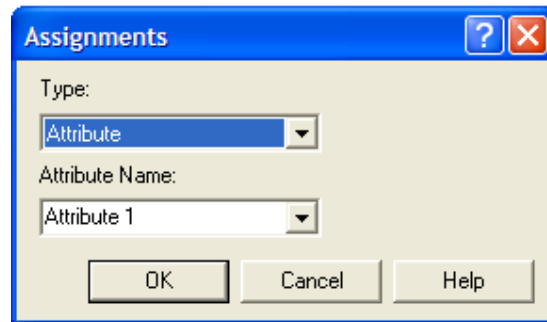 Assignments ?
Type:
Attribute
Attribute Name:
Attribute 1
OK Cancel Help